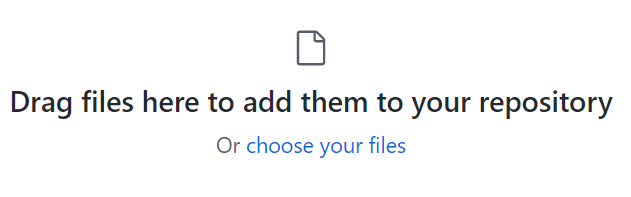 Drag files here to add them to your repository
Or choose your files